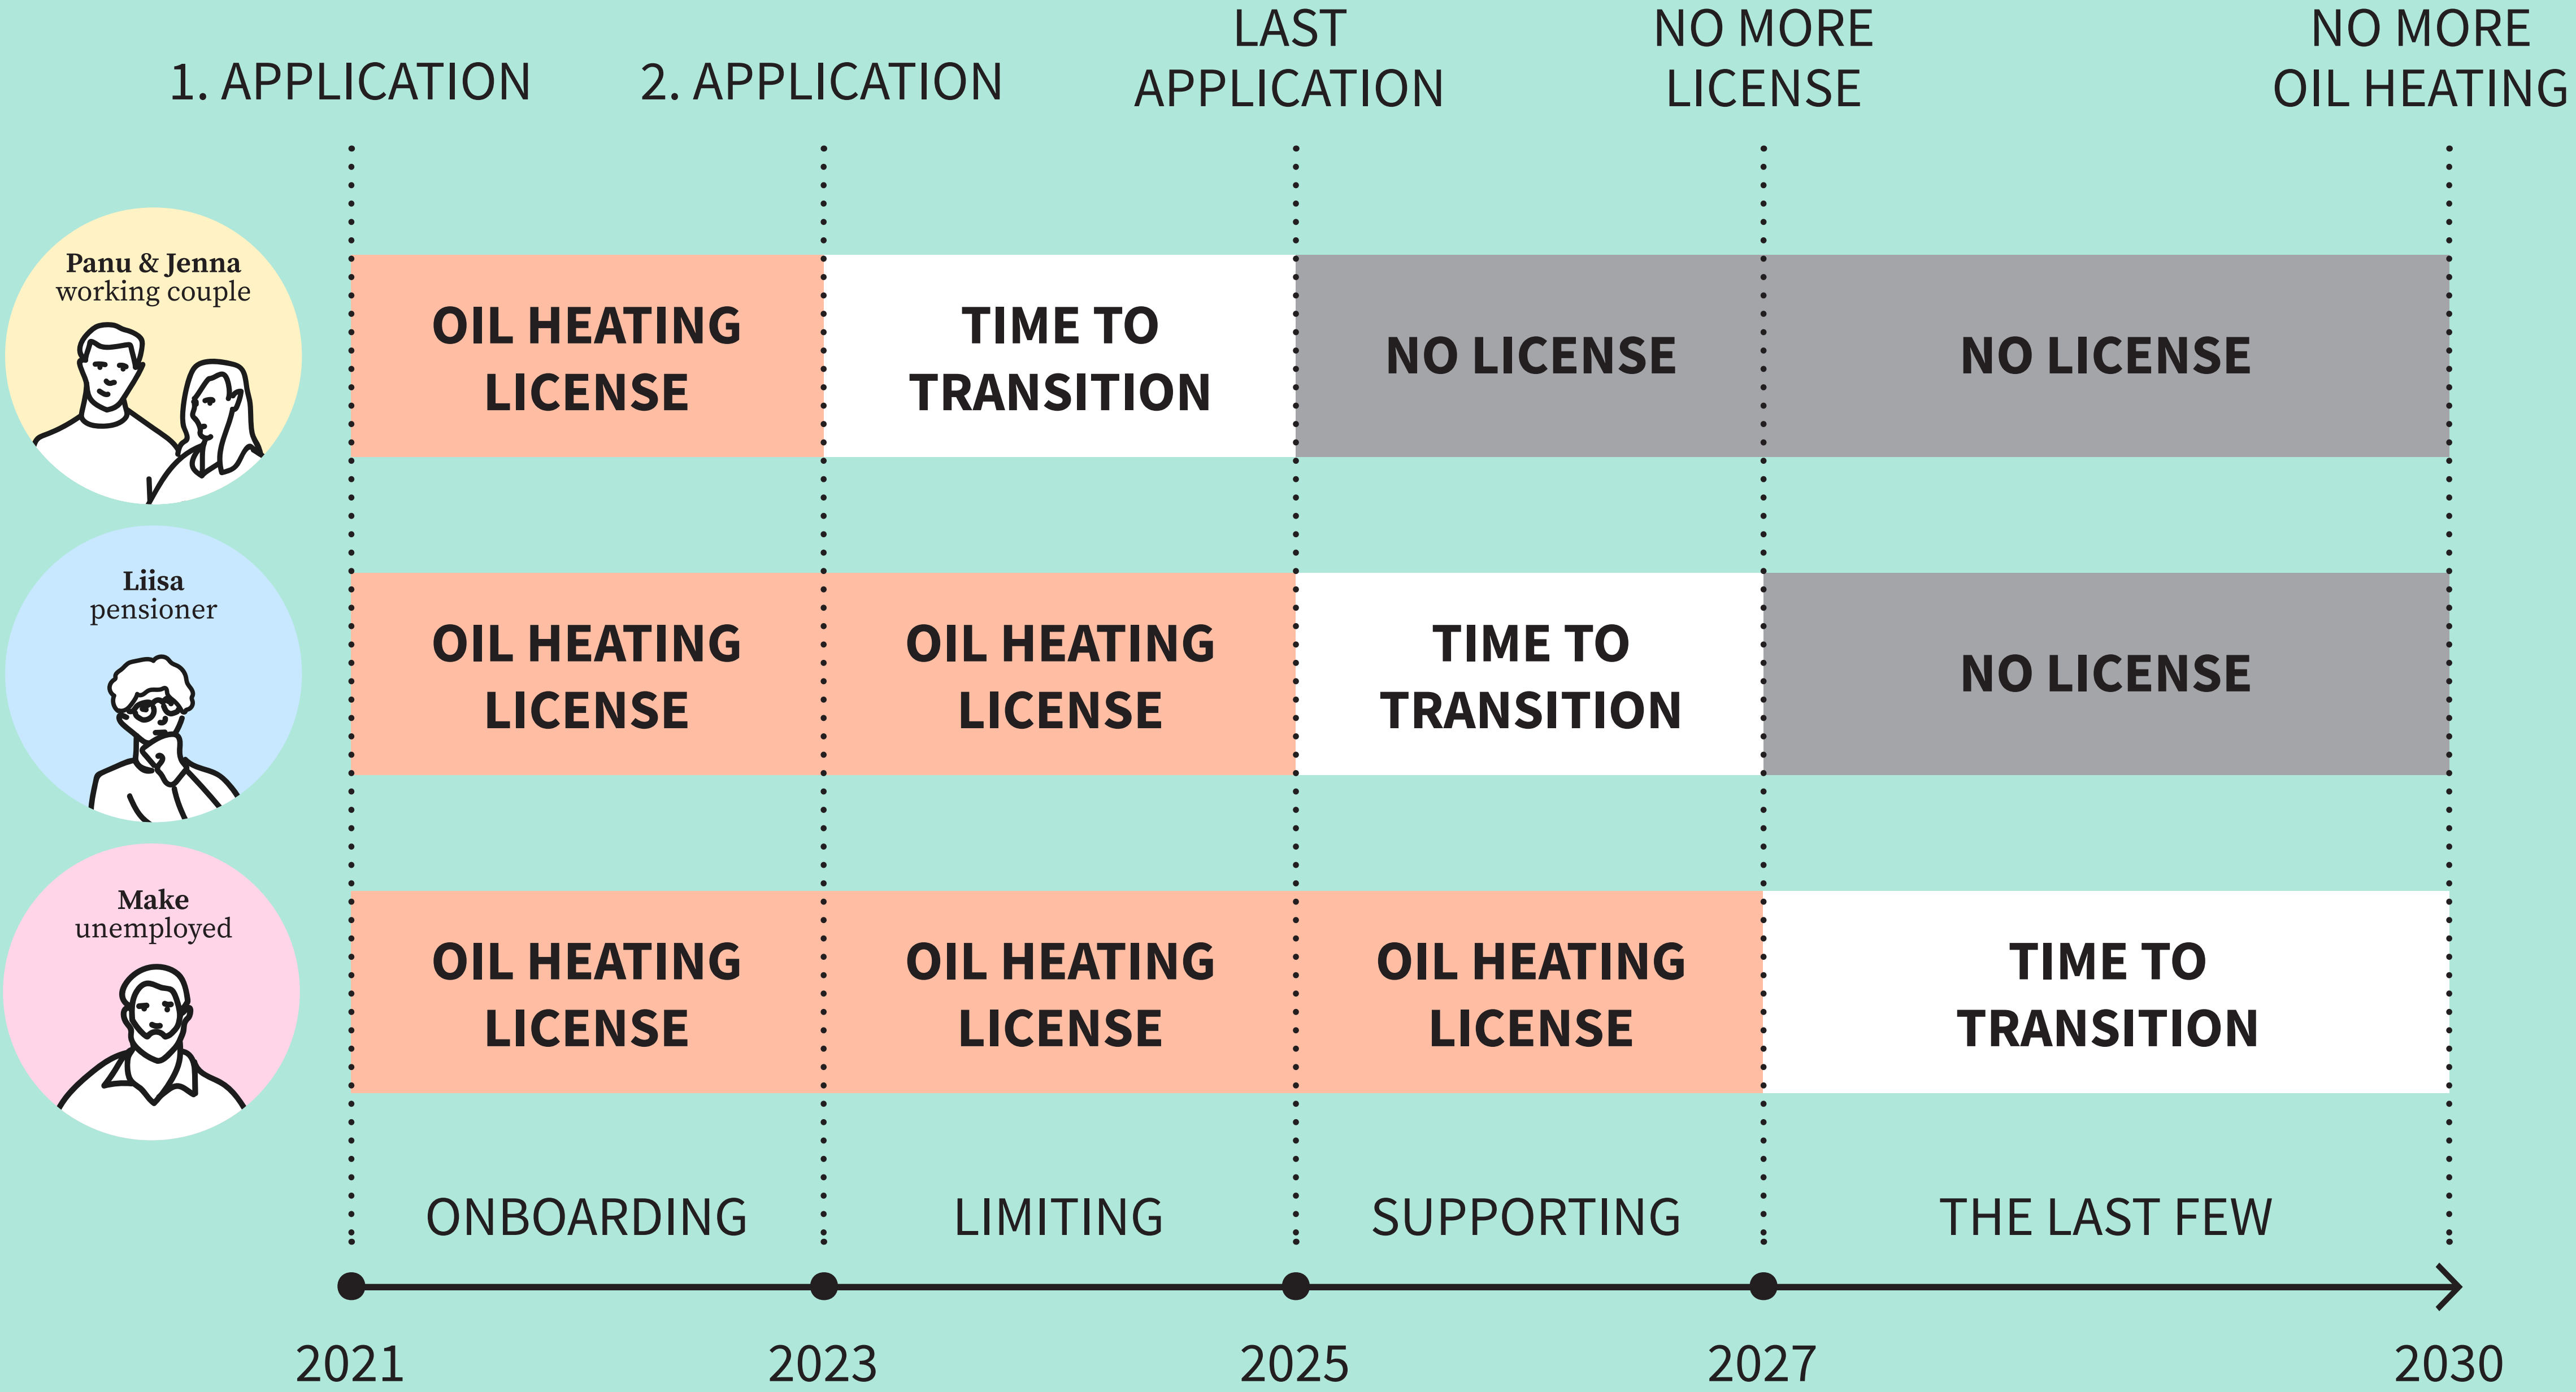 LAST
APPLICATION
NO MORE
LICENSE
NO MORE
OIL HEATING
1. APPLICATION
2. APPLICATION
Panu & Jenna
working couple
OIL HEATING
LICENSE
TIME TO
TRANSITION
NO LICENSE
NO LICENSE
Liisa
pensioner
OIL HEATING
LICENSE
OIL HEATING
LICENSE
TIME TO
TRANSITION
NO LICENSE
Make
unemployed
OIL HEATING
LICENSE
OIL HEATING
LICENSE
OIL HEATING
LICENSE
TIME TO
TRANSITION
ONBOARDING
LIMITING
SUPPORTING
THE LAST FEW
2021
2023
2025
2027
2030